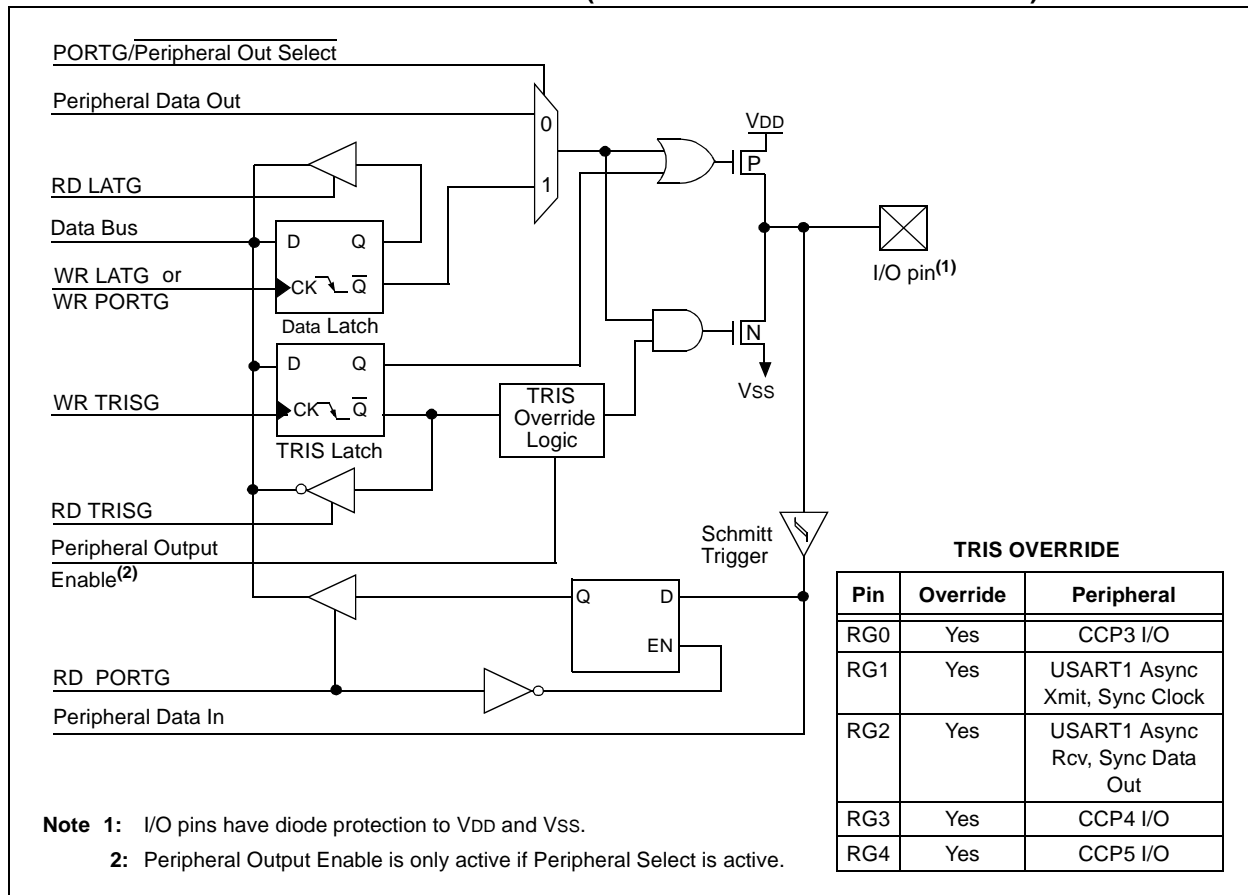 PORTG/Peripheral Out Select
Peripheral Data Out
0
1
VDD
P
RD LATG
Data Bus
D Q
WR LATG or
WR PORTG
CK Q
Data Latch
I/O pin(1)
N
VSS
D Q
WR TRISG
CK Q
TRIS Latch
TRIS
Override
Logic
RD TRISG
Peripheral Output
Enable(2)
Schmitt
Trigger
Q D
EN
RD PORTG
Peripheral Data In
TRIS OVERRIDE
Pin Override Peripheral
RG0 Yes CCP3 I/O
RG1 Yes USART1 Async
Xmit, Sync Clock
RG2 Yes USART1 Async
Rcv, Sync Data
Out
RG3 Yes CCP4 I/O
RG4 Yes CCP5 I/O
Note 1: I/O pins have diode protection to VDD and VSS.
2: Peripheral Output Enable is only active if Peripheral Select is active.